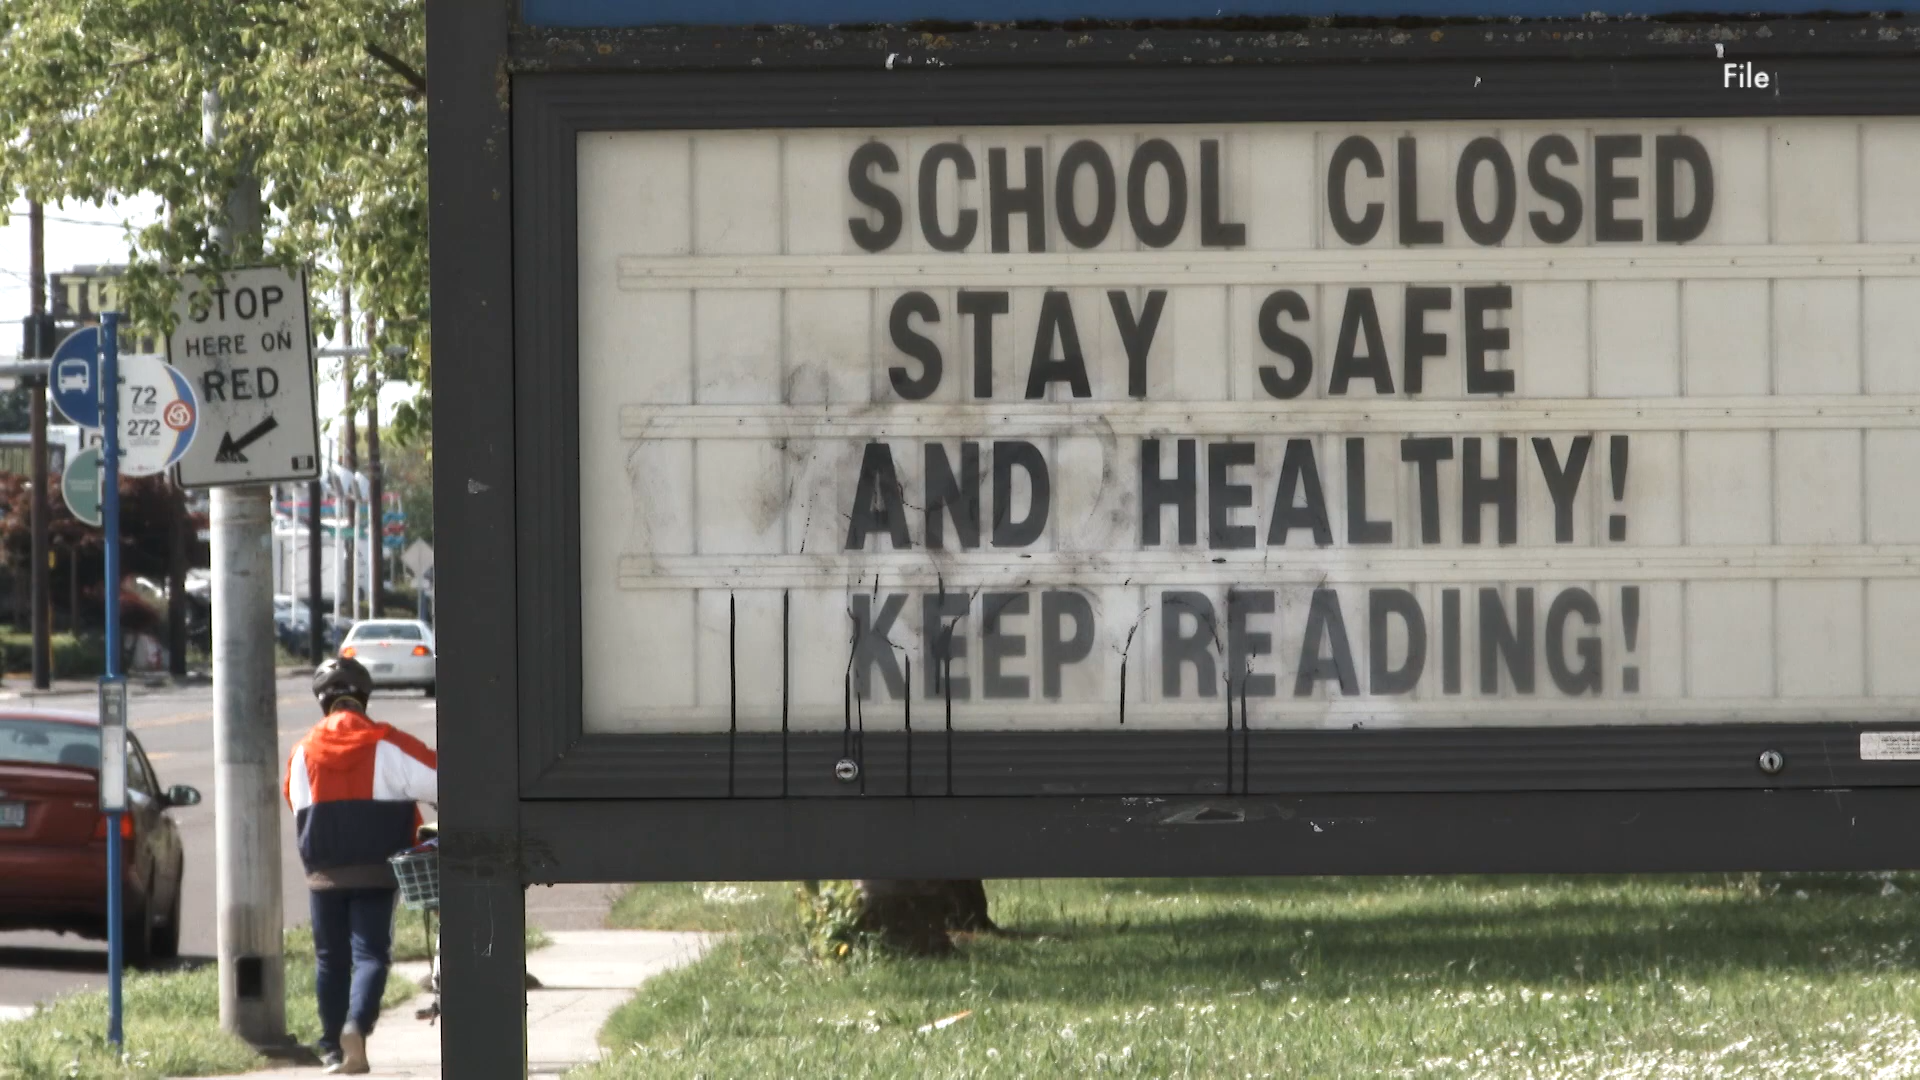 File
SCHOOL CLOSED
STAY SAFE
AND HEALTHY!
KEEP READING!
STOP
HERE ON
RED
72
272